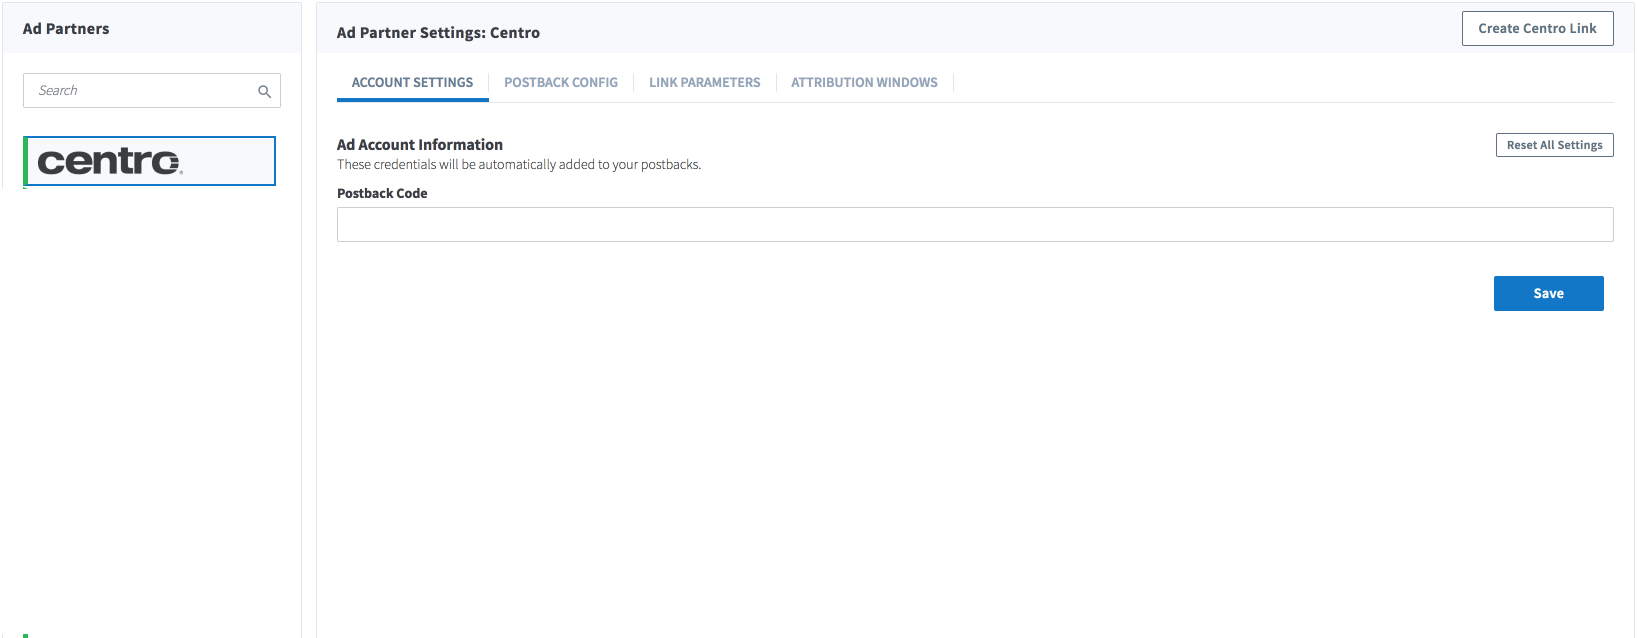 Ad Partners
Search
centro
Ad Partner Settings: Centro
Create Centro Link
ACCOUNT SETTINGS
POSTBACK CONFIG
LINK PARAMETERS
ATTRIBUTION WINDOWS
Ad Account Information
Reset All Settings
These credentials will be automatically added to your postbacks.
Postback Code
Save